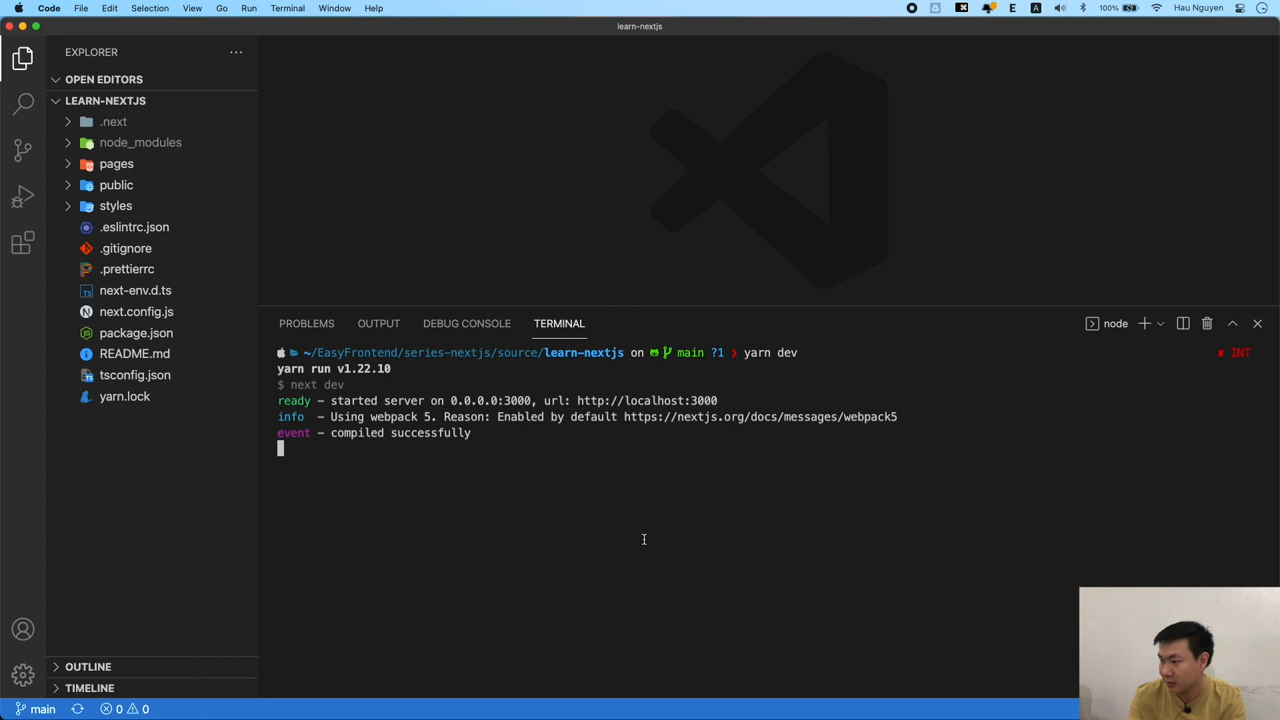 Code File Edit Selection View Go Run Terminal Window Help E A 100% Hau Nguyen
learn-nextjs
EXPLORER
OPEN EDITORS
LEARN-NEXTJS
.next
node_modules
pages
public
styles
.eslintrc.json
.gitignore
.prettierrc
next-env.d.ts
next.config.js
package.json
README.md
tsconfig.json
yarn.lock
OUTLINE
TIMELINE
main 0 0
PROBLEMS OUTPUT DEBUG CONSOLE TERMINAL node
~/EasyFrontend/series-nextjs/source/learn-nextjs on main ?1 ❯ yarn dev ✘ INT
yarn run v1.22.10
$ next dev
ready - started server on 0.0.0.0:3000, url: http://localhost:3000
info - Using webpack 5. Reason: Enabled by default https://nextjs.org/docs/messages/webpack5
event - compiled successfully